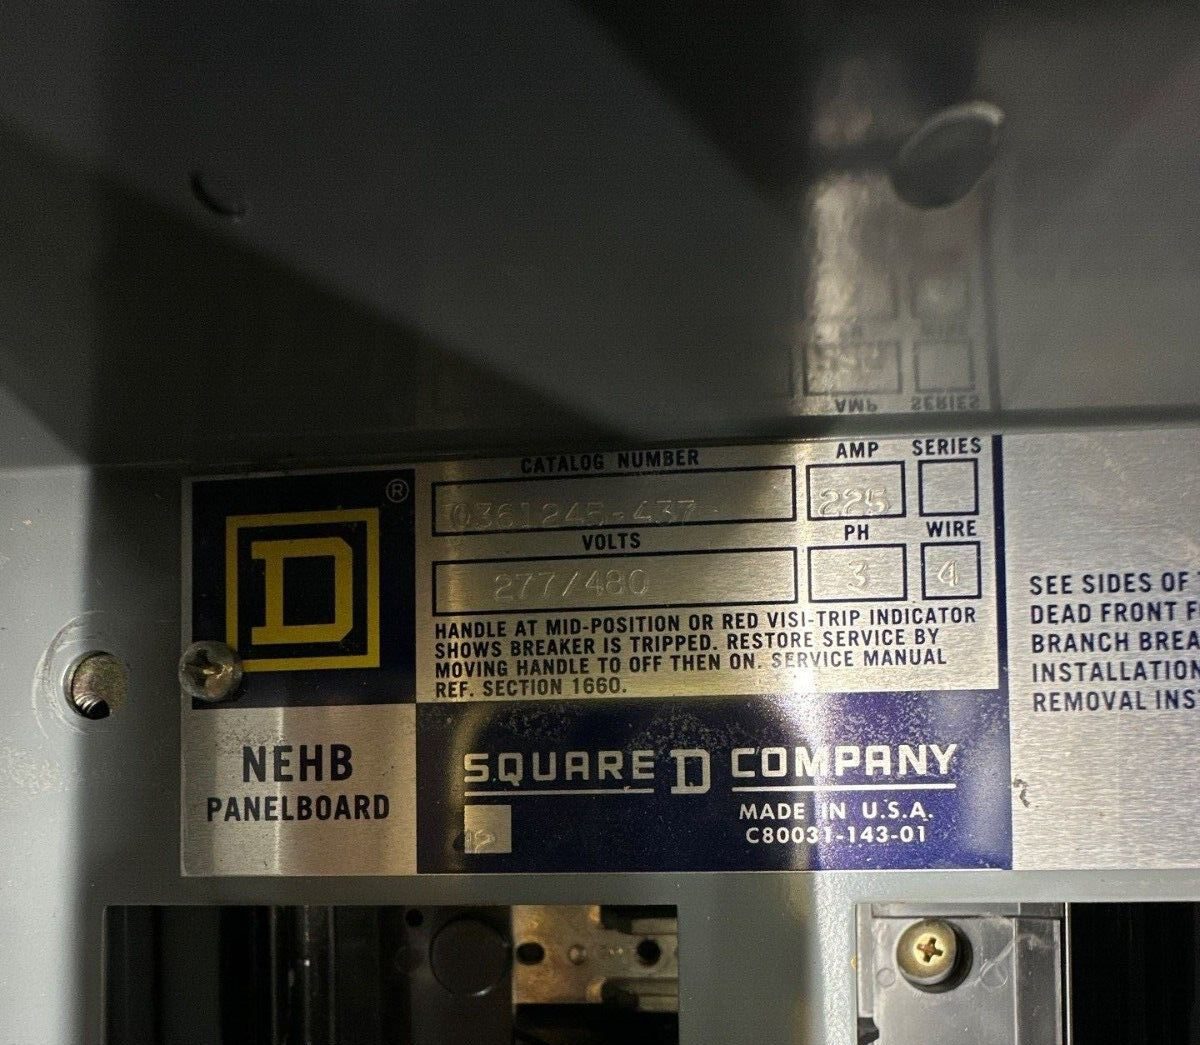 CATALOG NUMBER
AMP
SERIES
0361245-437
225
VOLTS
PH
WIRE
277/480
3
4
HANDLE AT MID-POSITION OR RED VISI-TRIP INDICATOR
SHOWS BREAKER IS TRIPPED. RESTORE SERVICE BY
MOVING HANDLE TO OFF THEN ON. SERVICE MANUAL
REF. SECTION 1660.
®
D
NEHB
PANELBOARD
SQUARE D COMPANY
MADE IN U.S.A.
C80031-143-01
SEE SIDES OF
DEAD FRONT F
BRANCH BREA
INSTALLATION
REMOVAL INS